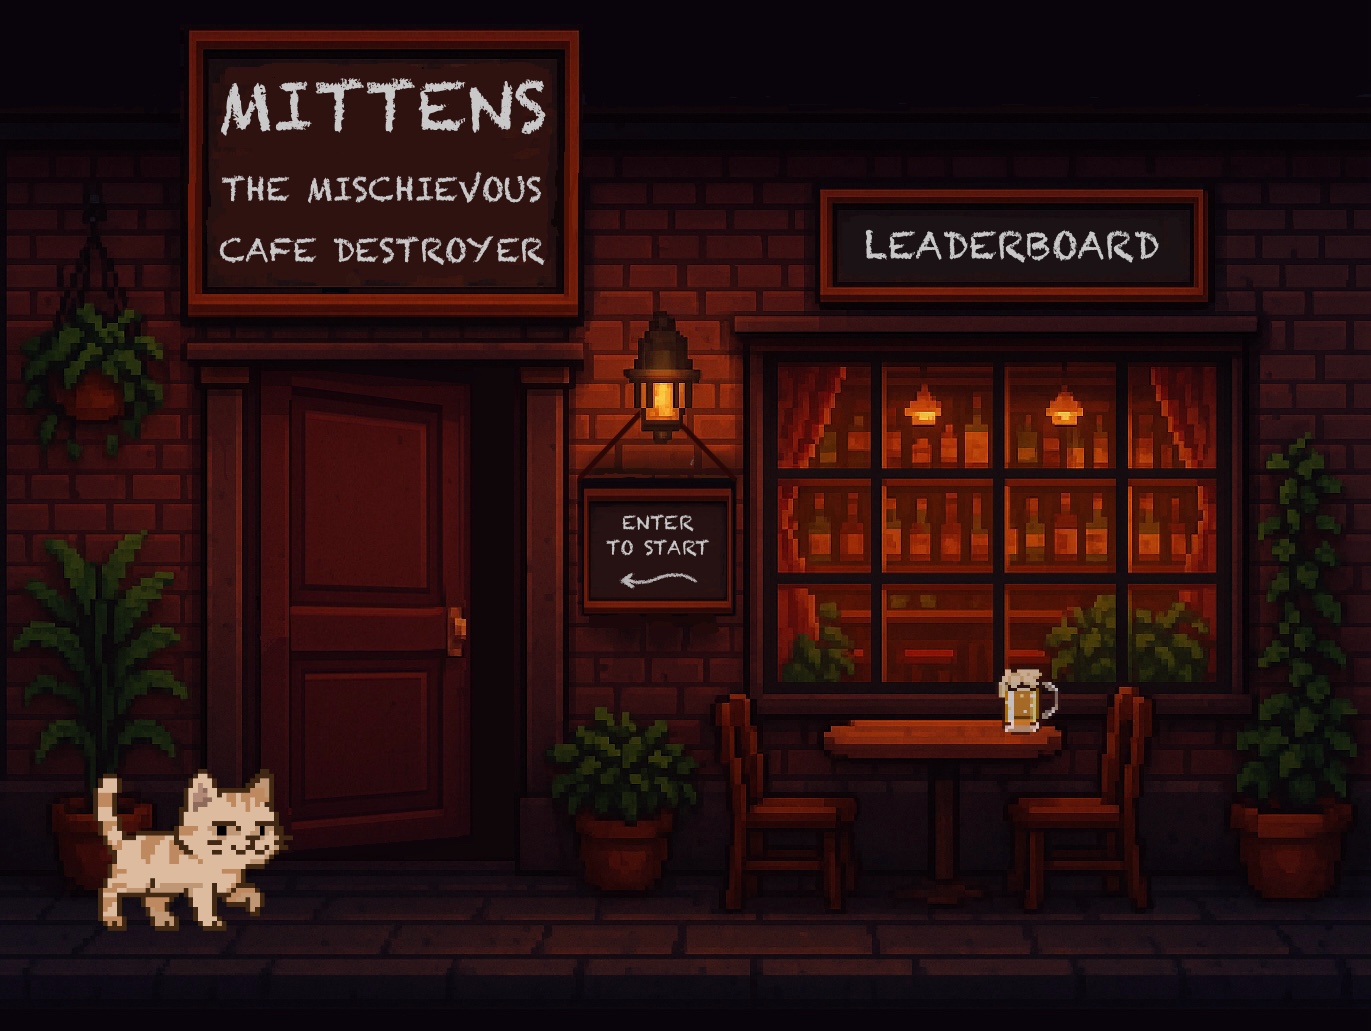 MITTENS
THE MISCHIEVOUS
CAFE DESTROYER
LEADERBOARD
ENTER
TO START